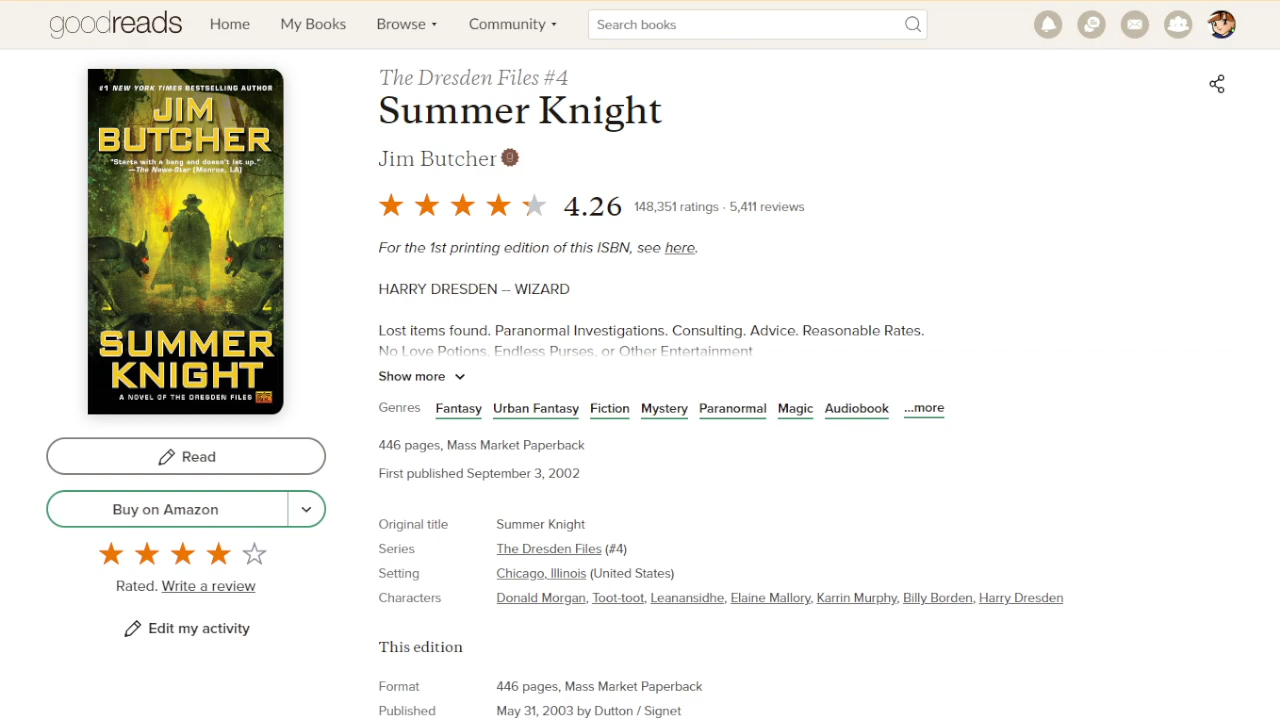 goodreads Home My Books Browse Community Search books
#1 NEW YORK TIMES BESTSELLING AUTHOR
JIM
BUTCHER
"Starts with a bang and doesn't let up."
—The News-Star (Monroe, LA)
SUMMER
KNIGHT
A NOVEL OF THE DRESDEN FILES
Read
Buy on Amazon
Rated. Write a review
Edit my activity
The Dresden Files #4
Summer Knight
Jim Butcher g
4.26 148,351 ratings · 5,411 reviews
For the 1st printing edition of this ISBN, see here.
HARRY DRESDEN -- WIZARD
Lost items found. Paranormal Investigations. Consulting. Advice. Reasonable Rates.
No Love Potions, Endless Purses, or Other Entertainment
Show more
Genres Fantasy Urban Fantasy Fiction Mystery Paranormal Magic Audiobook ...more
446 pages, Mass Market Paperback
First published September 3, 2002
Original title Summer Knight
Series The Dresden Files (#4)
Setting Chicago, Illinois (United States)
Characters Donald Morgan, Toot-toot, Leanansidhe, Elaine Mallory, Karrin Murphy, Billy Borden, Harry Dresden
This edition
Format 446 pages, Mass Market Paperback
Published May 31, 2003 by Dutton / Signet